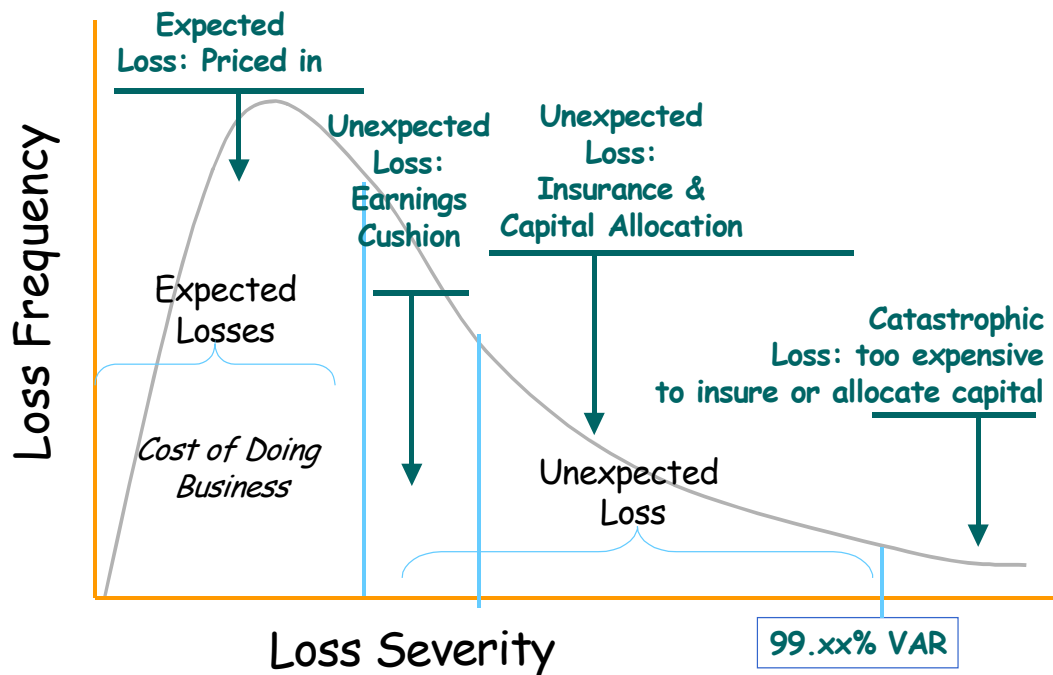 Expected
Loss: Priced in
Unexpected
Loss:
Earnings
Cushion
Unexpected
Loss:
Insurance &
Capital Allocation
Catastrophic
Loss: too expensive
to insure or allocate capital
Loss Frequency
Expected
Losses
Cost of Doing
Business
Unexpected
Loss
Loss Severity
99.xx% VAR